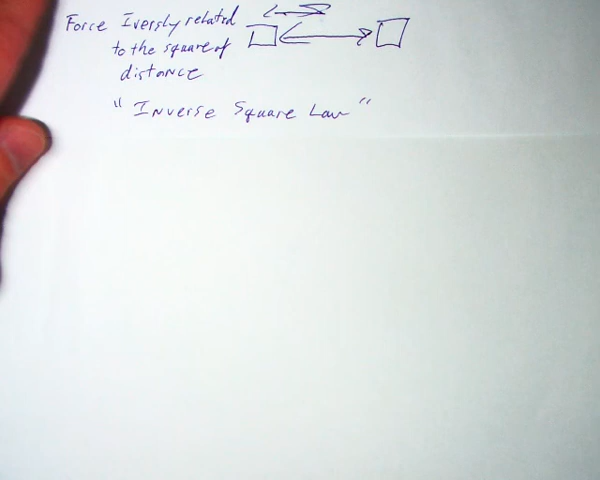 Force Iversly related
to the square of
distance
" Inverse Square Law "